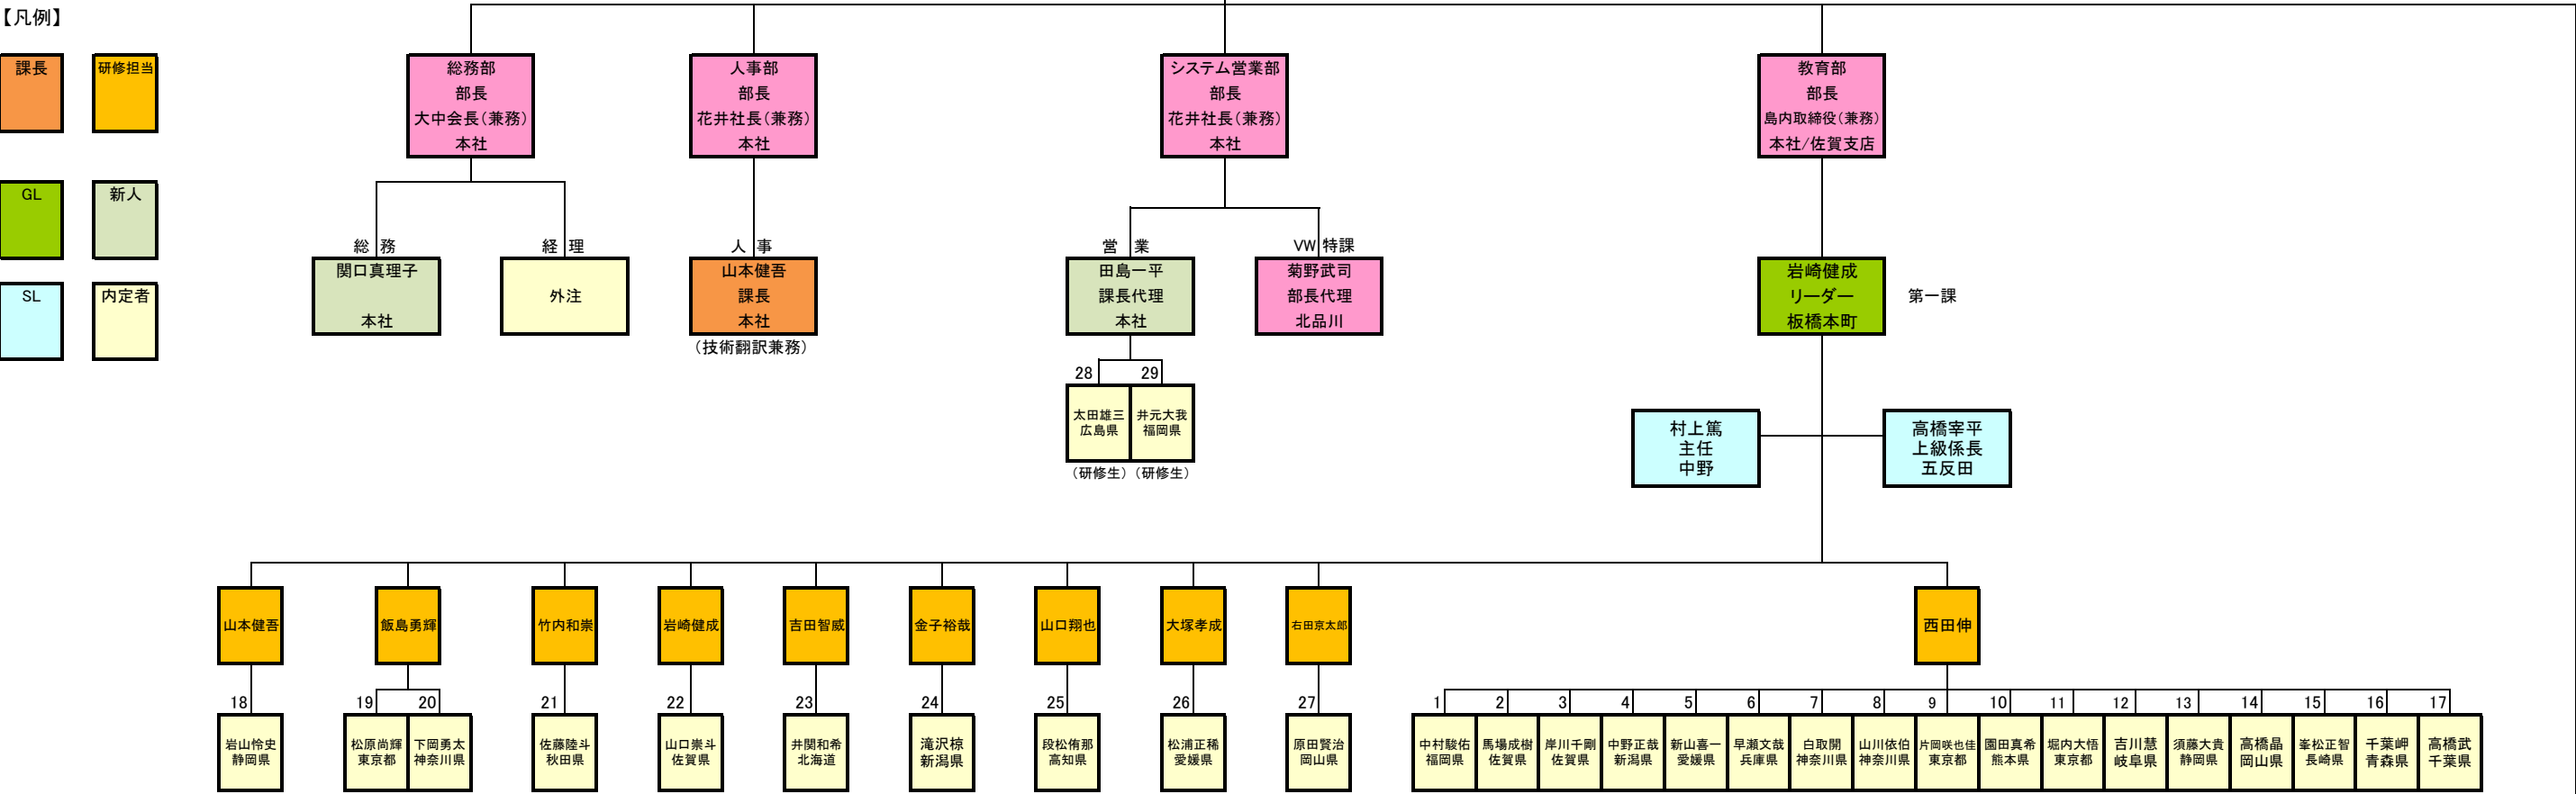 【凡例】
課長
研修担当
GL
新人
SL
内定者
総務部
部長
大中会長(兼務)
本社
人事部
部長
花井社長(兼務)
本社
システム営業部
部長
花井社長(兼務)
本社
教育部
部長
島内取締役(兼務)
本社/佐賀支店
総務
関口真理子
本社
経理
外注
人事
山本健吾
課長
本社
(技術翻訳兼務)
営業
田島一平
課長代理
本社
VW特課
菊野武司
部長代理
北品川
岩崎健成
リーダー
板橋本町
第一課
28
太田雄三
広島県
(研修生)
29
井元大我
福岡県
(研修生)
村上篤
主任
中野
高橋宰平
上級係長
五反田
山本健吾
飯島勇輝
竹内和崇
岩崎健成
吉田智威
金子裕哉
山口翔也
大塚孝成
右田京太郎
西田伸
18
岩山怜史
静岡県
19
松原尚輝
東京都
20
下岡勇太
神奈川県
21
佐藤陸斗
秋田県
22
山口崇斗
佐賀県
23
井関和希
北海道
24
滝沢椋
新潟県
25
段松侑那
高知県
26
松浦正稀
愛媛県
27
原田賢治
岡山県
1
中村駿佑
福岡県
2
馬場成樹
佐賀県
3
岸川千剛
佐賀県
4
中野正哉
新潟県
5
新山喜一
愛媛県
6
早瀬文哉
兵庫県
7
白取開
神奈川県
8
山川依伯
神奈川県
9
片岡咲也佳
東京都
10
園田真希
熊本県
11
堀内大悟
東京都
12
吉川慧
岐阜県
13
須藤大貴
静岡県
14
高橋晶
岡山県
15
峯松正智
長崎県
16
千葉岬
青森県
17
高橋武
千葉県